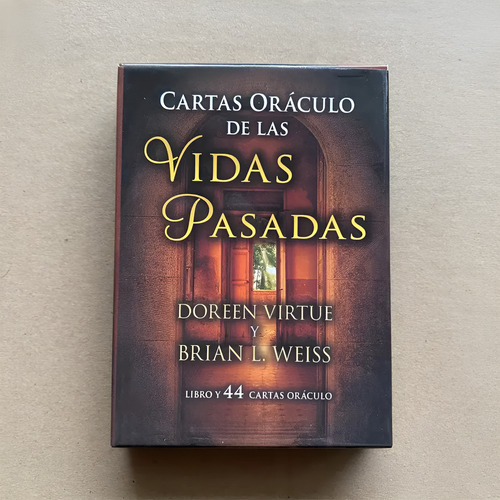 CARTAS ORÁCULO
DE LAS
VIDAS
PASADAS
DOREEN VIRTUE
Y
BRIAN L. WEISS
LIBRO Y 44 CARTAS ORÁCULO